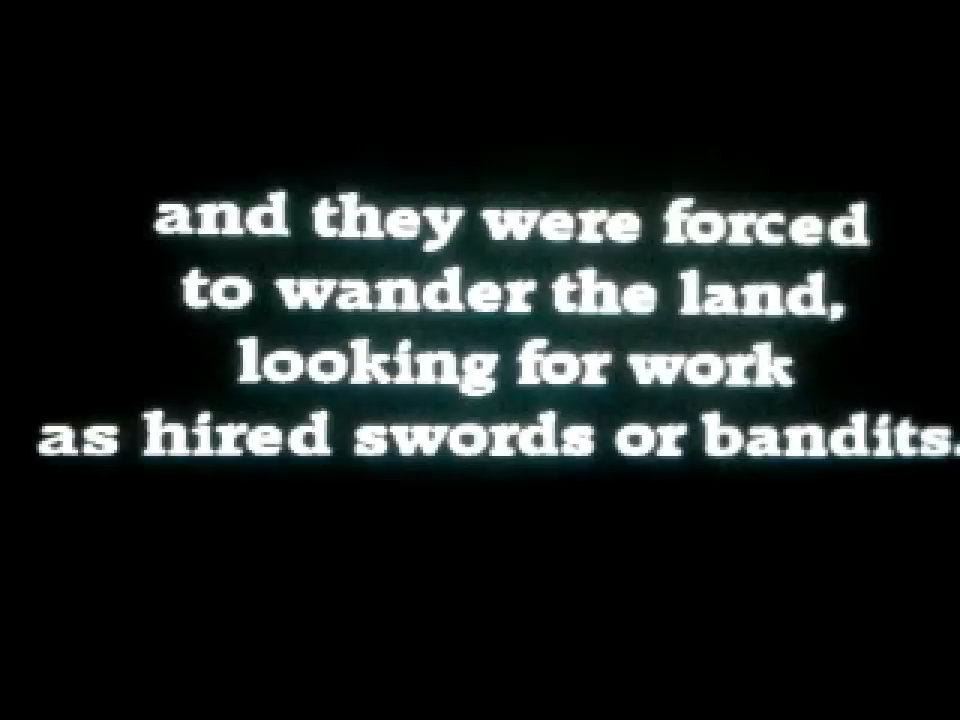 and they were forced
to wander the land,
looking for work
as hired swords or bandits.